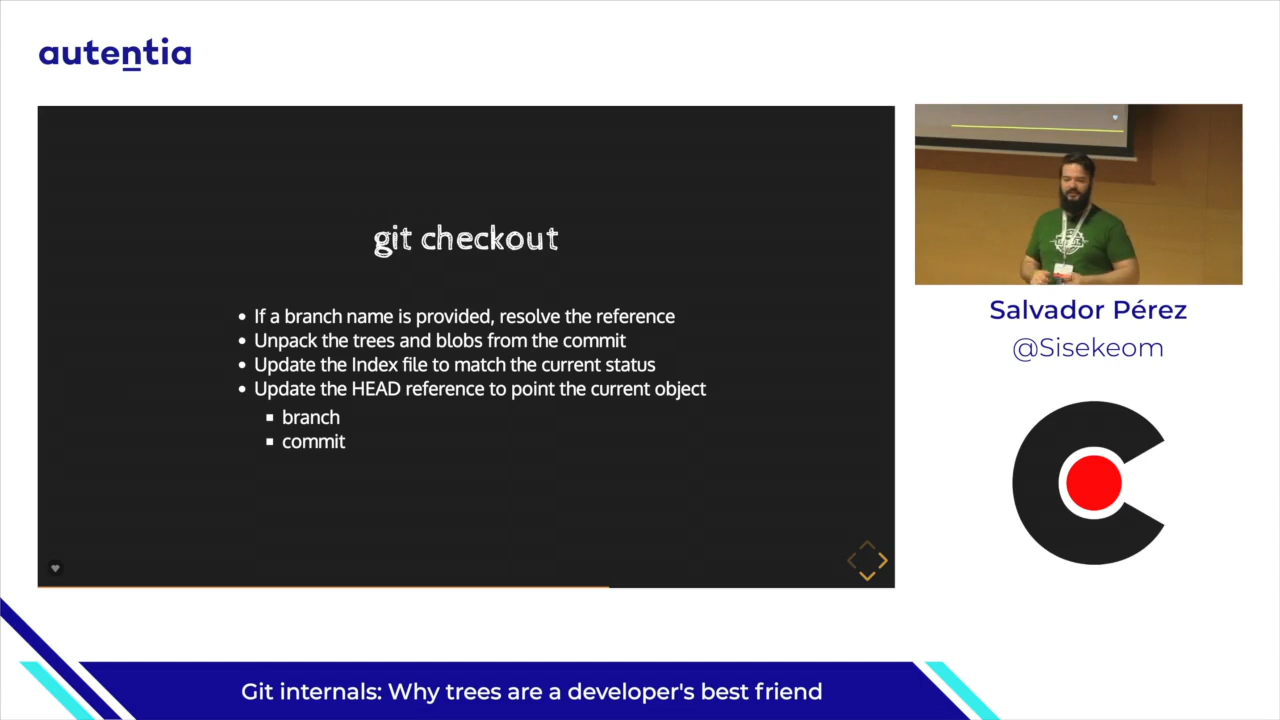 autentia
git checkout
If a branch name is provided, resolve the reference
Unpack the trees and blobs from the commit
Update the Index file to match the current status
Update the HEAD reference to point the current object
branch
commit
Salvador Pérez
@Sisekeom
Git internals: Why trees are a developer's best friend